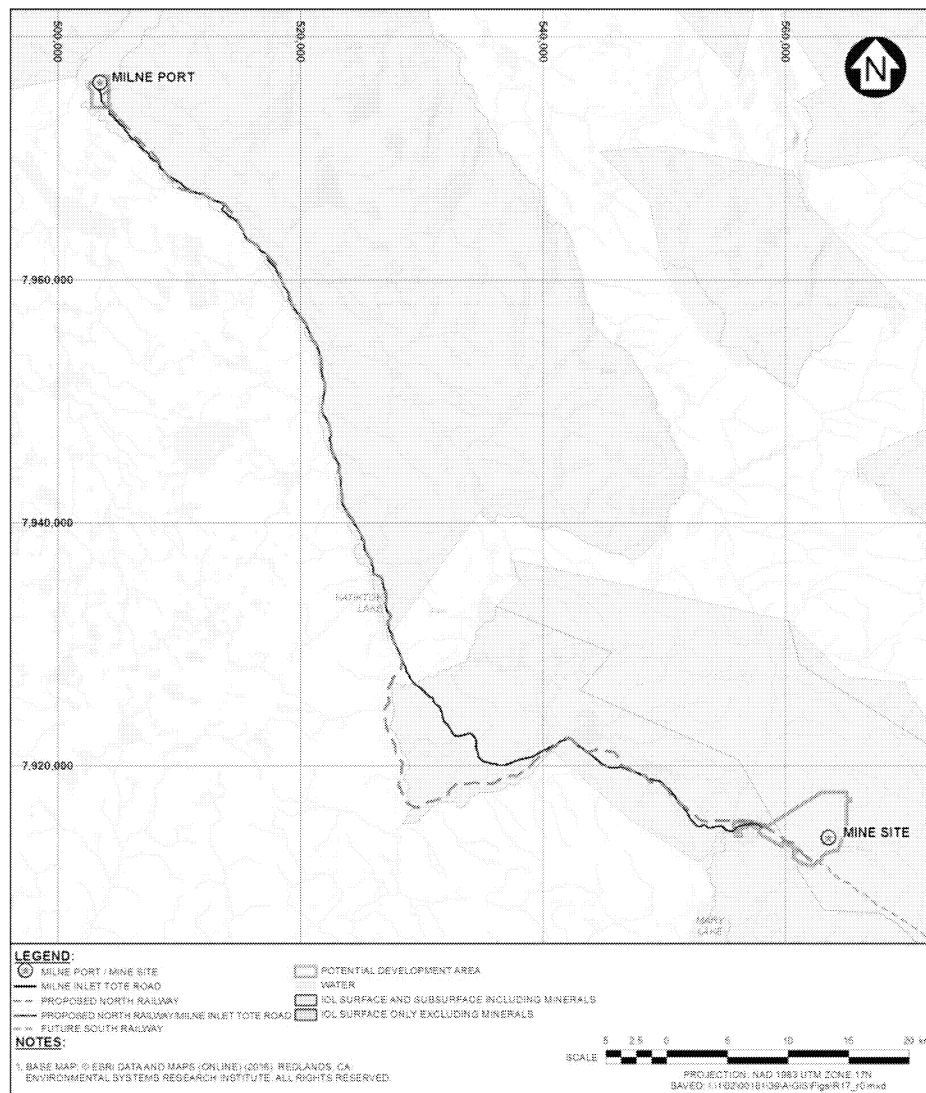 500,000
520,000
540,000
560,000
N
MILNE PORT
7,960,000
7,940,000
KATIKTOK
LAKE
7,920,000
MINE SITE
MARY
LAKE
LEGEND:
MILNE PORT / MINE SITE
MILNE INLET TOTE ROAD
PROPOSED NORTH RAILWAY
PROPOSED NORTH RAILWAY/MILNE INLET TOTE ROAD
FUTURE SOUTH RAILWAY
POTENTIAL DEVELOPMENT AREA
WATER
IOL SURFACE AND SUBSURFACE INCLUDING MINERALS
IOL SURFACE ONLY EXCLUDING MINERALS
NOTES:
1. BASE MAP: © ESRI DATA AND MAPS (ONLINE) (2016). REDLANDS, CA:
ENVIRONMENTAL SYSTEMS RESEARCH INSTITUTE. ALL RIGHTS RESERVED.
SCALE
5 2.5 0 5 10 15 20 km
PROJECTION: NAD 1983 UTM ZONE 17N